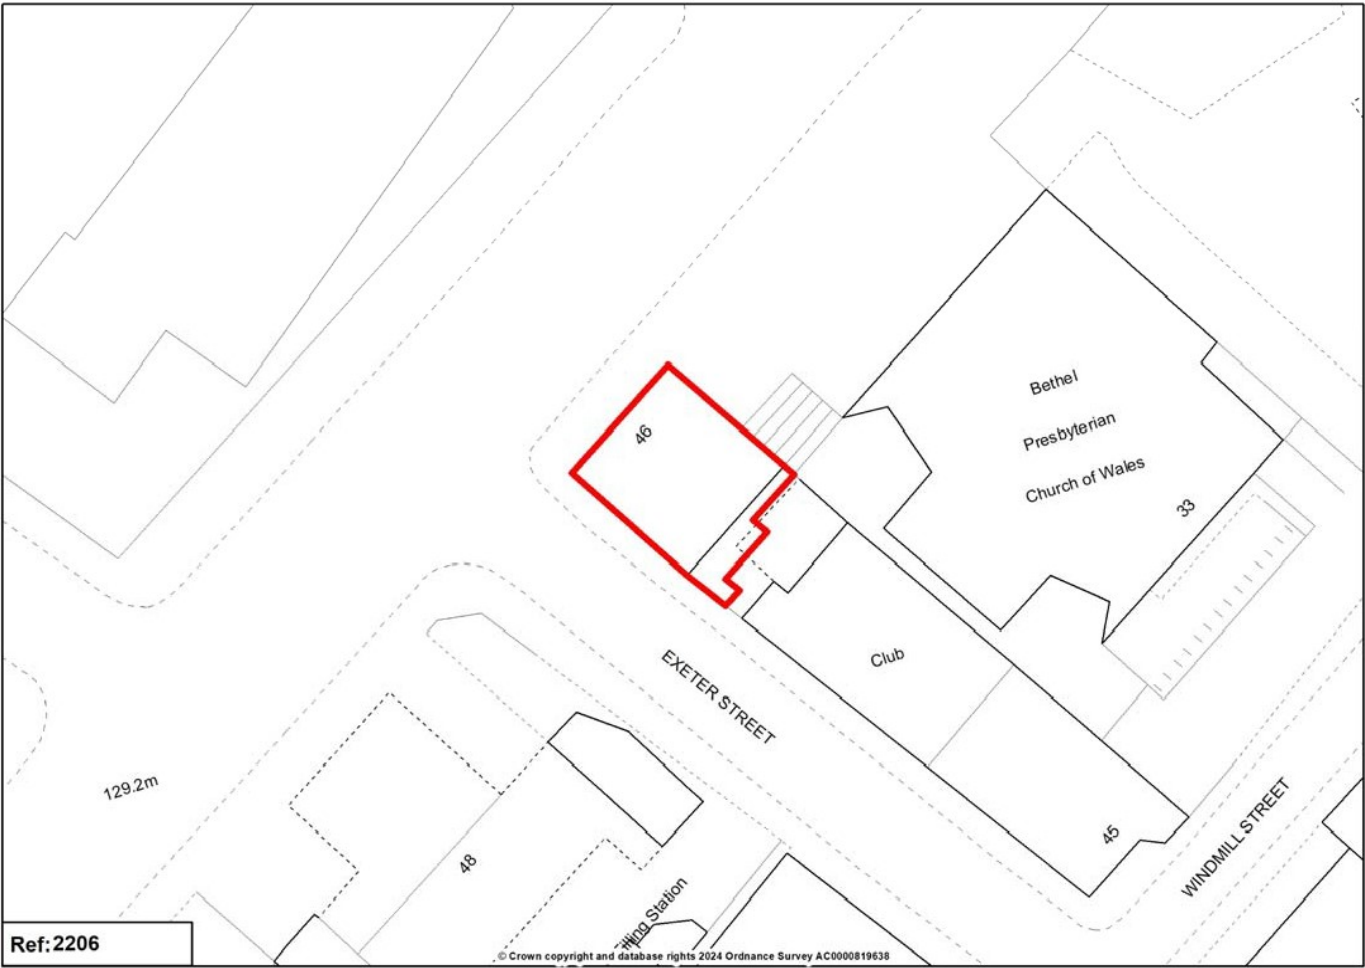 46
Bethel
Presbyterian
Church of Wales
33
Club
EXETER STREET
129.2m
48
45
WINDMILL STREET
Station
Ref:2206
© Crown copyright and database rights 2024 Ordnance Survey AC0000819638